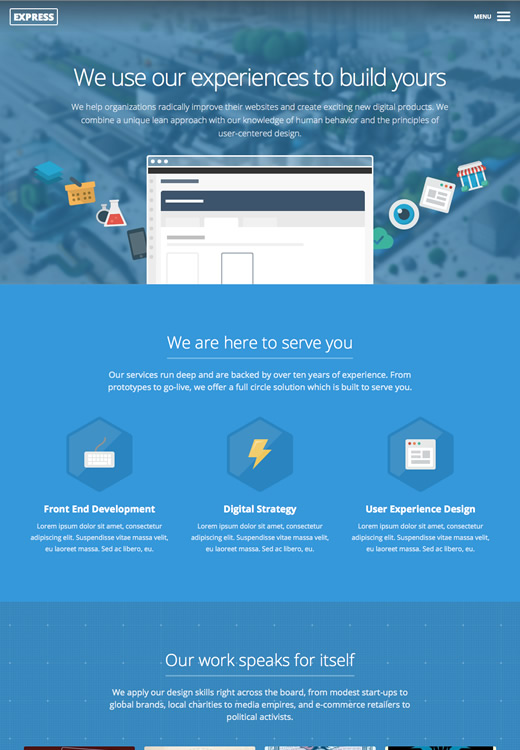 EXPRESS
MENU
We use our experiences to build yours
We help organizations radically improve their websites and create exciting new digital products. We
combine a unique lean approach with our knowledge of human behavior and the principles of
user-centered design.
We are here to serve you
Our services run deep and are backed by over ten years of experience. From
prototypes to go-live, we offer a full circle solution which is built to serve you.
Front End Development
Lorem ipsum dolor sit amet, consectetur
adipiscing elit. Suspendisse vitae massa velit,
eu laoreet massa. Sed ac libero, eu.
Digital Strategy
Lorem ipsum dolor sit amet, consectetur
adipiscing elit. Suspendisse vitae massa velit,
eu laoreet massa. Sed ac libero, eu.
User Experience Design
Lorem ipsum dolor sit amet, consectetur
adipiscing elit. Suspendisse vitae massa velit,
eu laoreet massa. Sed ac libero, eu.
Our work speaks for itself
We apply our design skills right across the board, from modest start-ups to
global brands, local charities to media empires, and e-commerce retailers to
political activists.